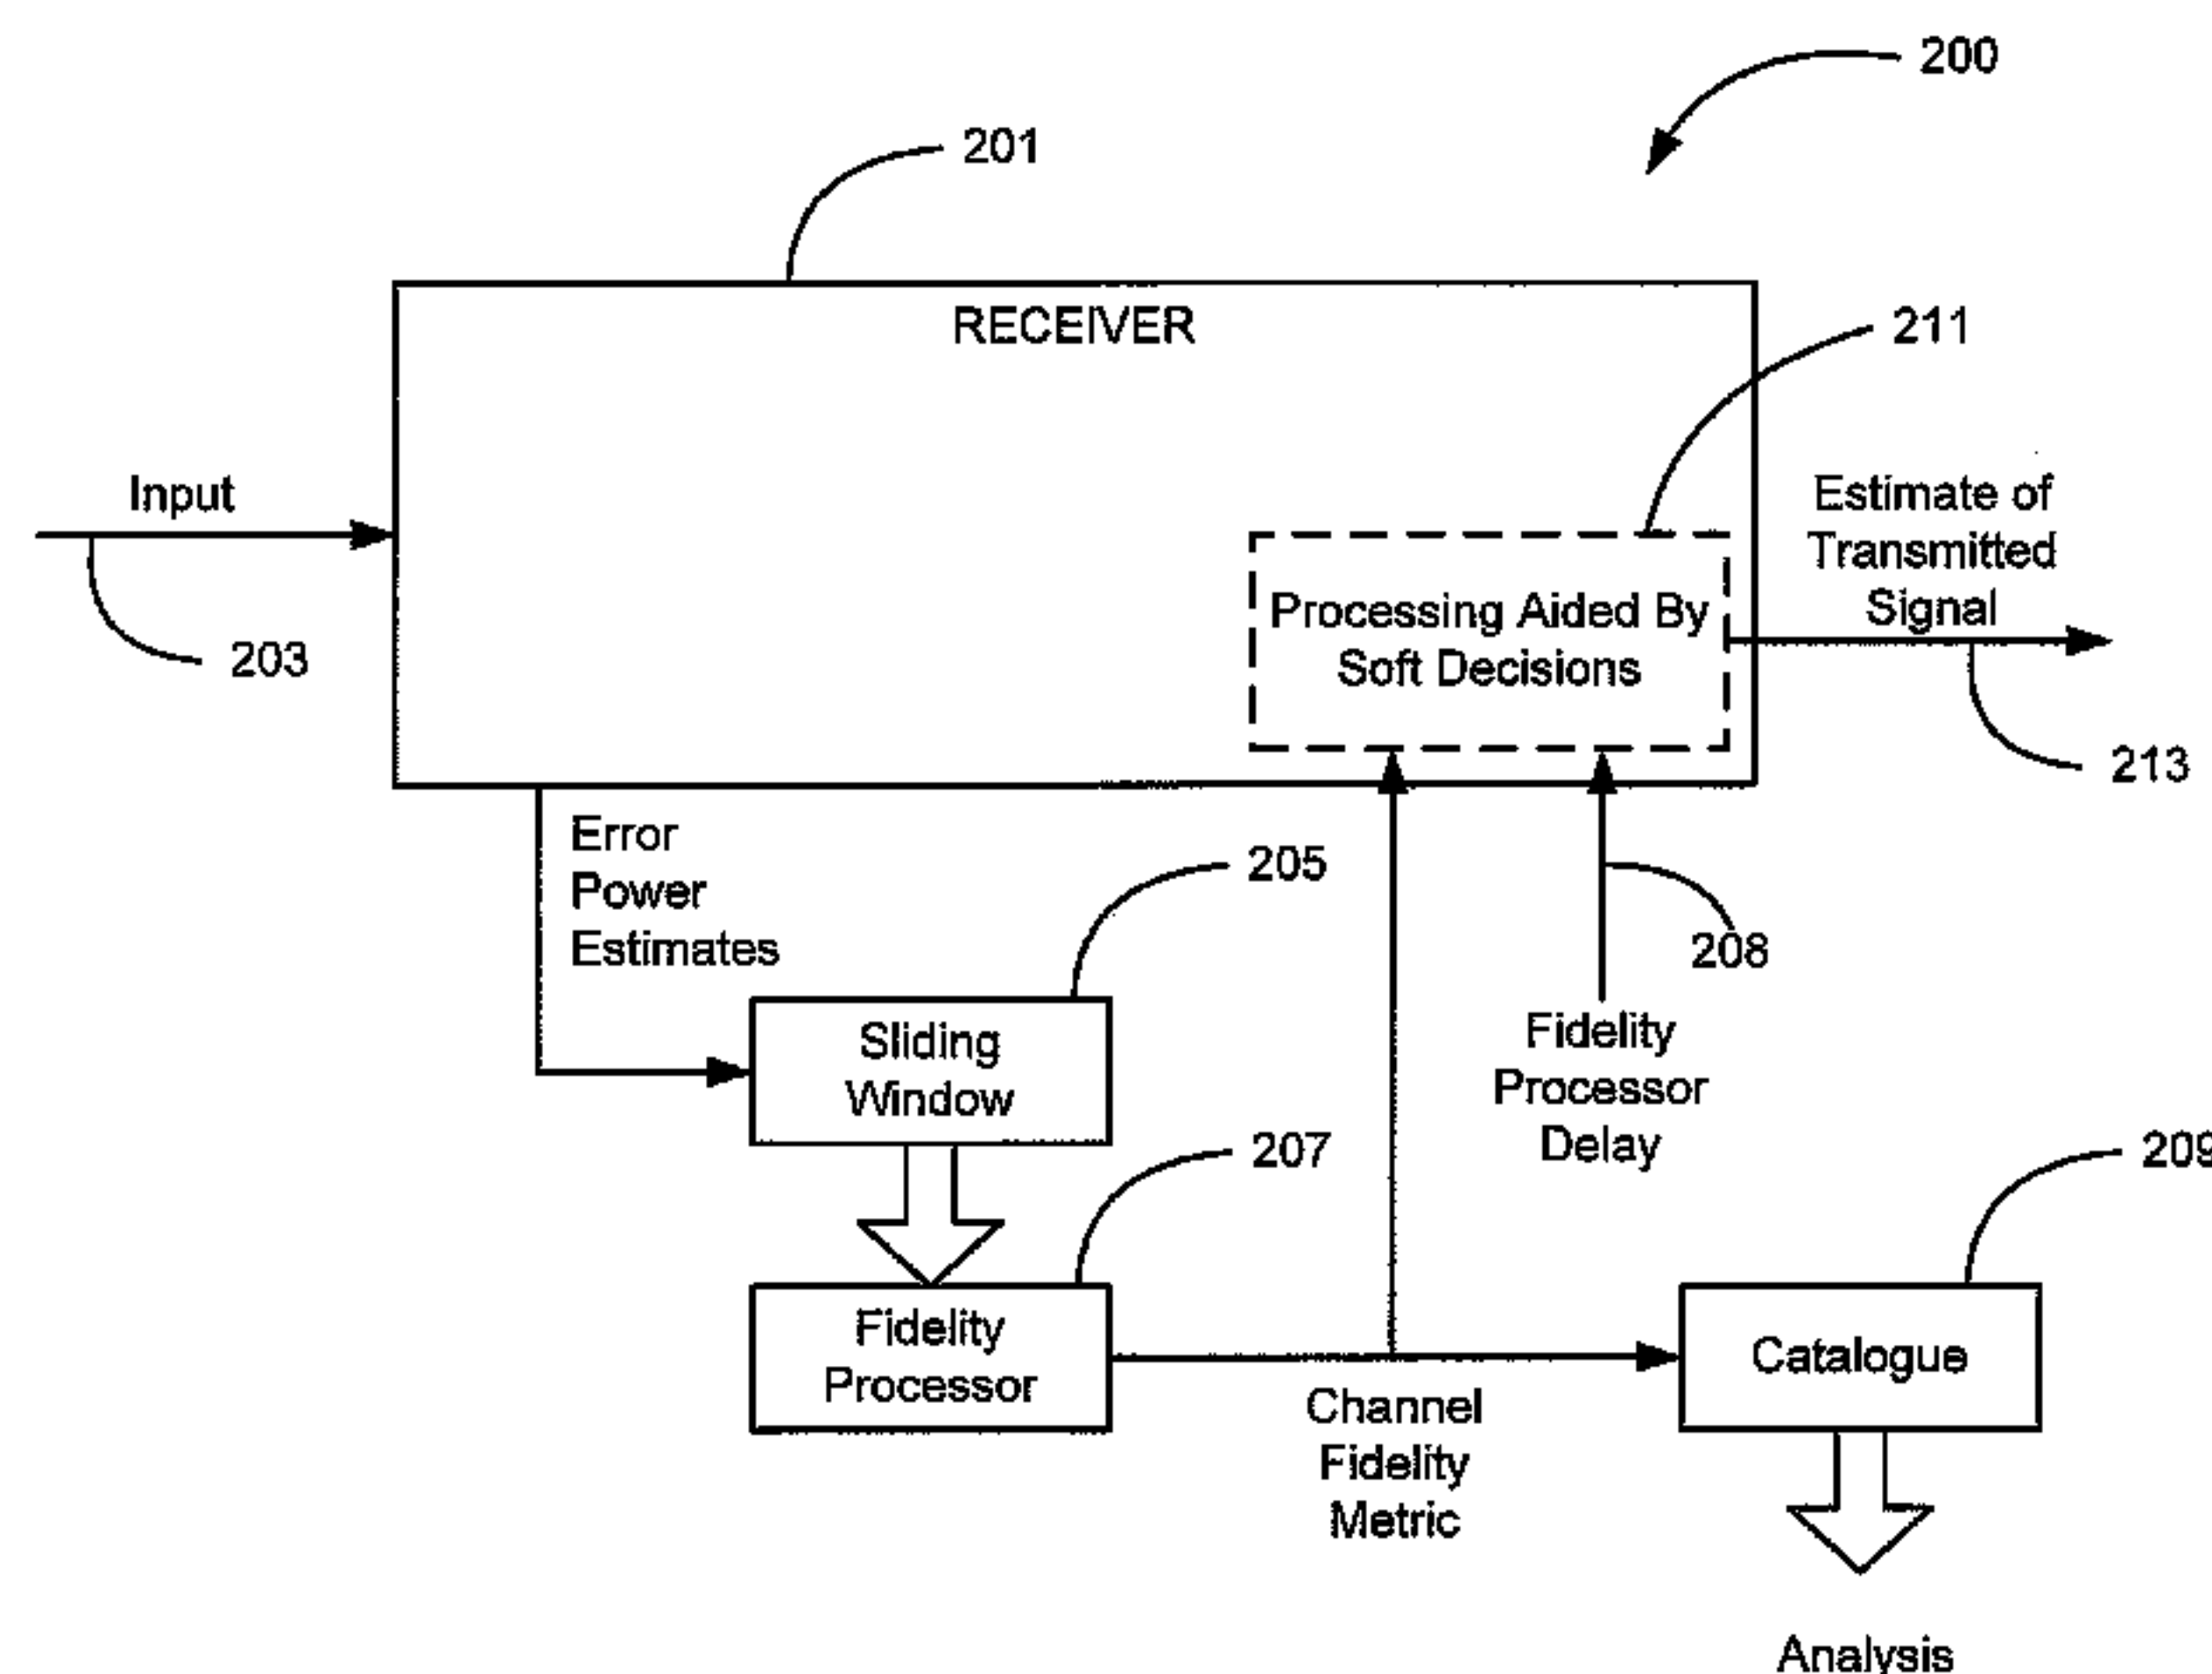 200
201
RECEIVER
211
Input
Estimate of
Transmitted
Signal
Processing Aided By
Soft Decisions
203
213
Error
Power
Estimates
205
208
Sliding
Window
Fidelity
Processor
Delay
207
209
Fidelity
Processor
Catalogue
Channel
Fidelity
Metric
Analysis